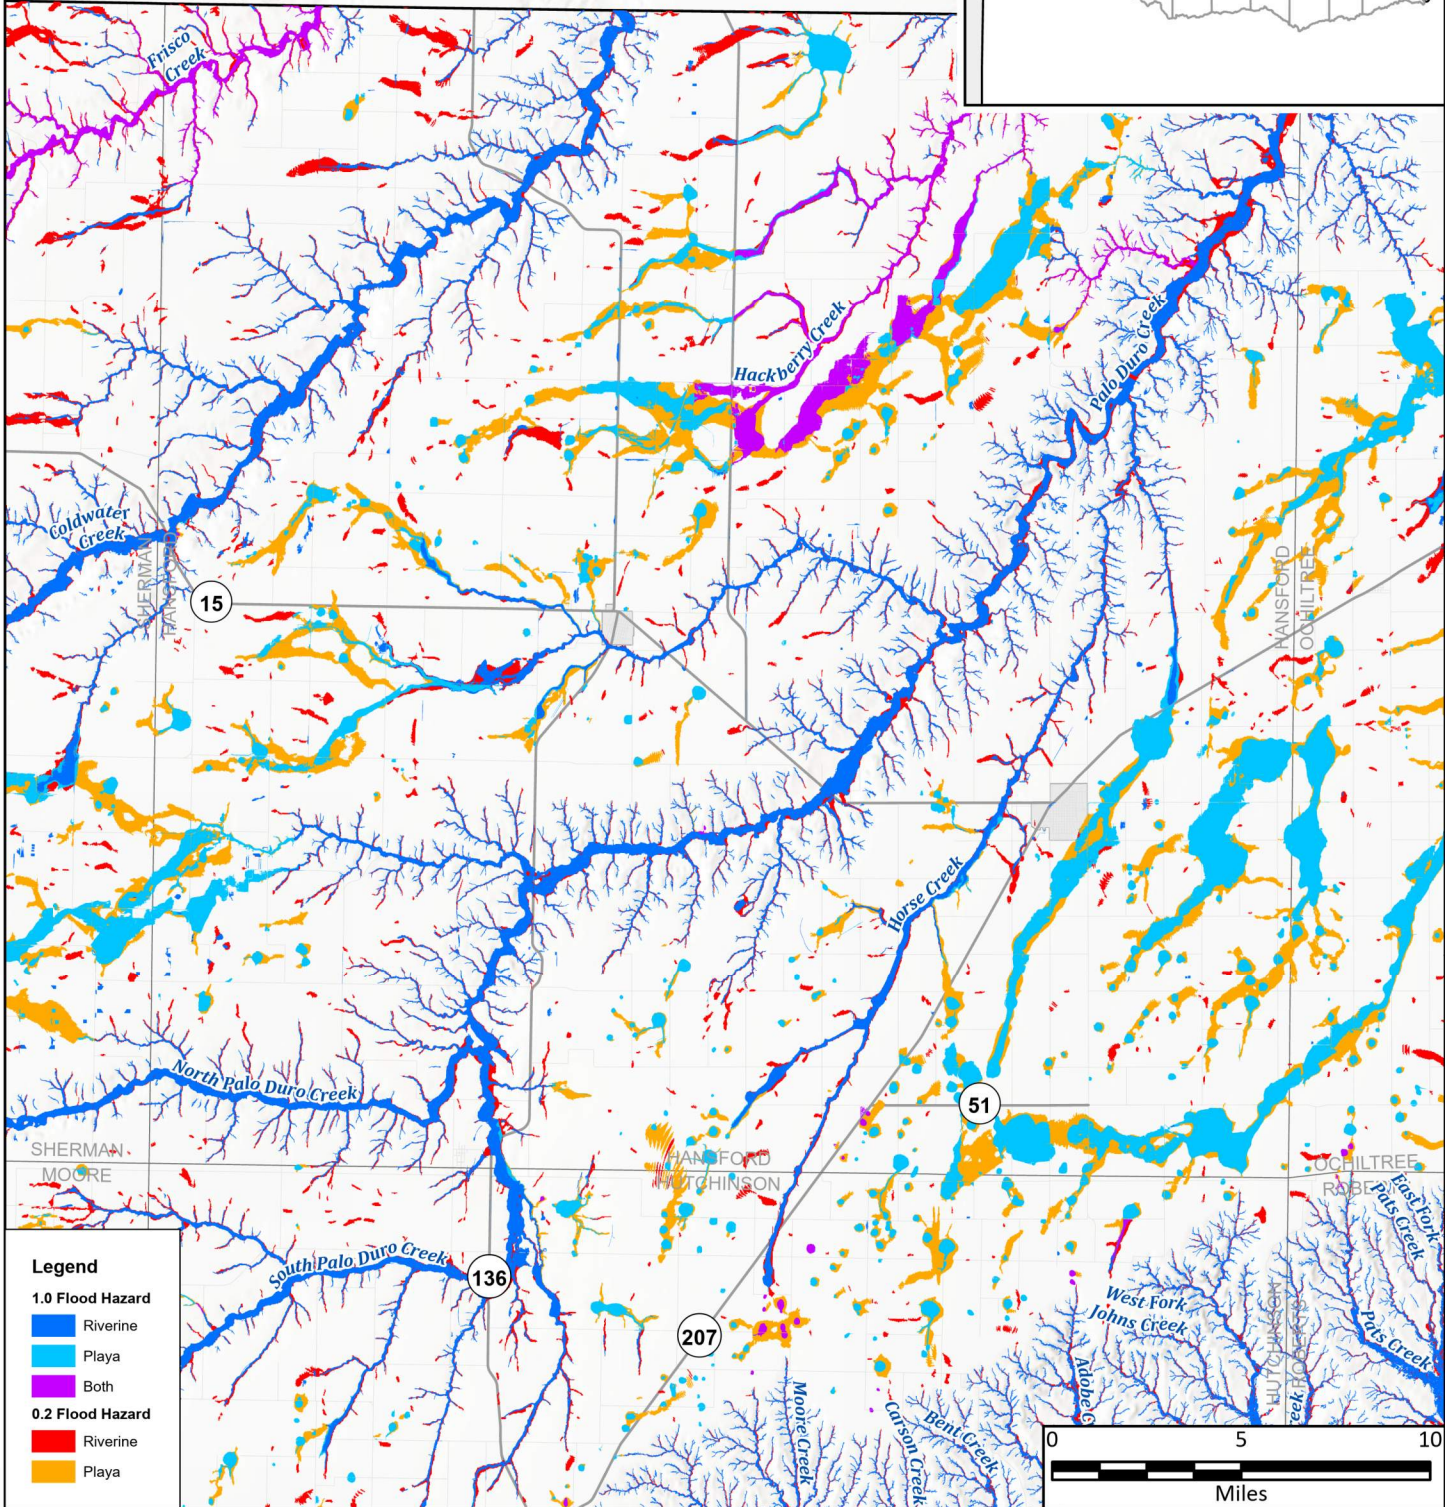 Frisco
Creek
Hackberry Creek
Palo Duro Creek
Coldwater
Creek
SHERMAN
HANSFORD
HANSFORD
OCHILTREE
15
Horse Creek
North Palo Duro Creek
51
SHERMAN
MOORE
HANSFORD
HUTCHINSON
OCHILTREE
East Fork
Pats Creek
South Palo Duro Creek
136
207
West Fork
Johns Creek
Pats Creek
HUTCHINSON
Moore Creek
Carson Creek
Bent Creek
Adobe C
reek
Legend
1.0 Flood Hazard
Riverine
Playa
Both
0.2 Flood Hazard
Riverine
Playa
0 5 10
Miles